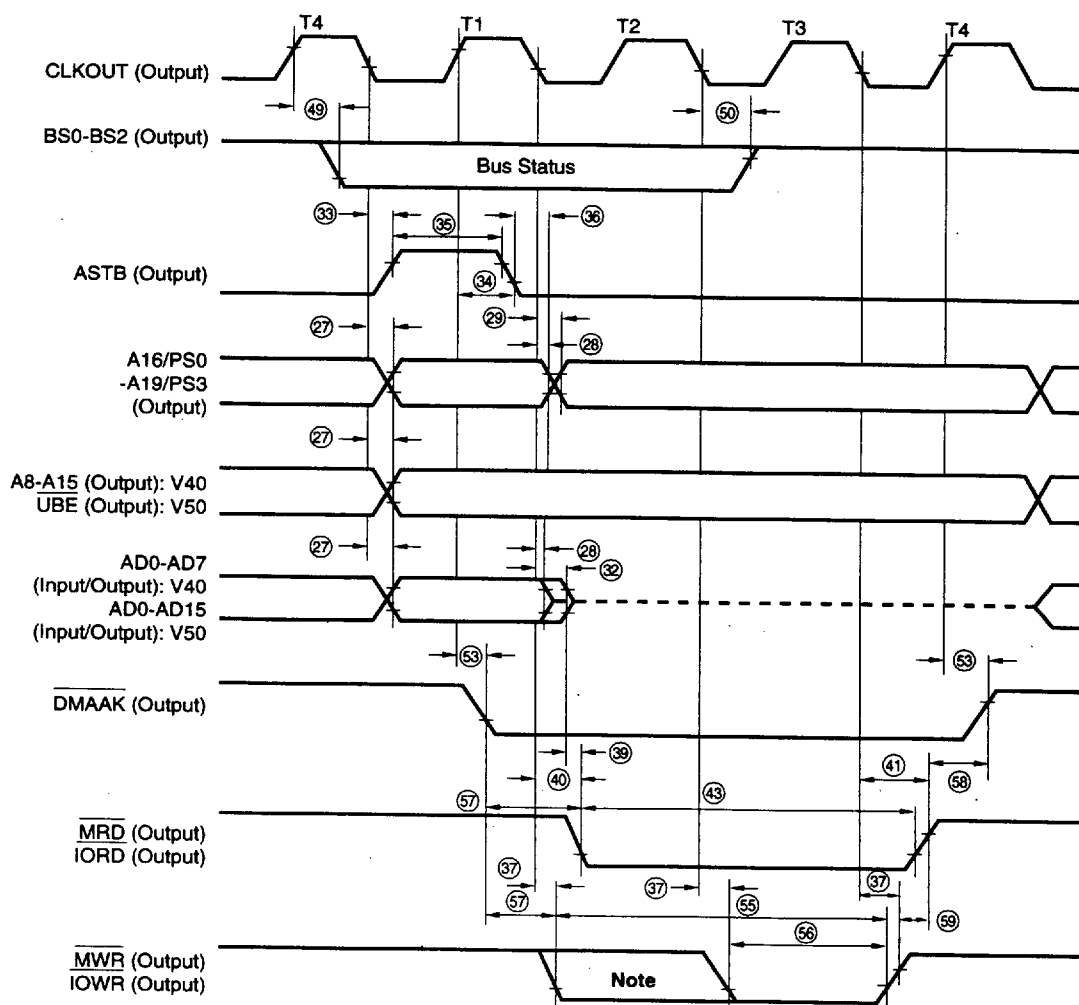 T4 T1 T2 T3 T4
CLKOUT (Output)
49 50
BS0-BS2 (Output)
Bus Status
33 35 36
ASTB (Output)
34
29
27 28
A16/PS0
-A19/PS3
(Output)
27
A8-A15 (Output): V40
UBE (Output): V50
27 28
AD0-AD7
32
(Input/Output): V40
AD0-AD15
(Input/Output): V50
53 53
DMAAK (Output)
39
40 41 58
57 43
MRD (Output)
IORD (Output)
37 37 37
57 55 59
56
MWR (Output)
IOWR (Output)
Note